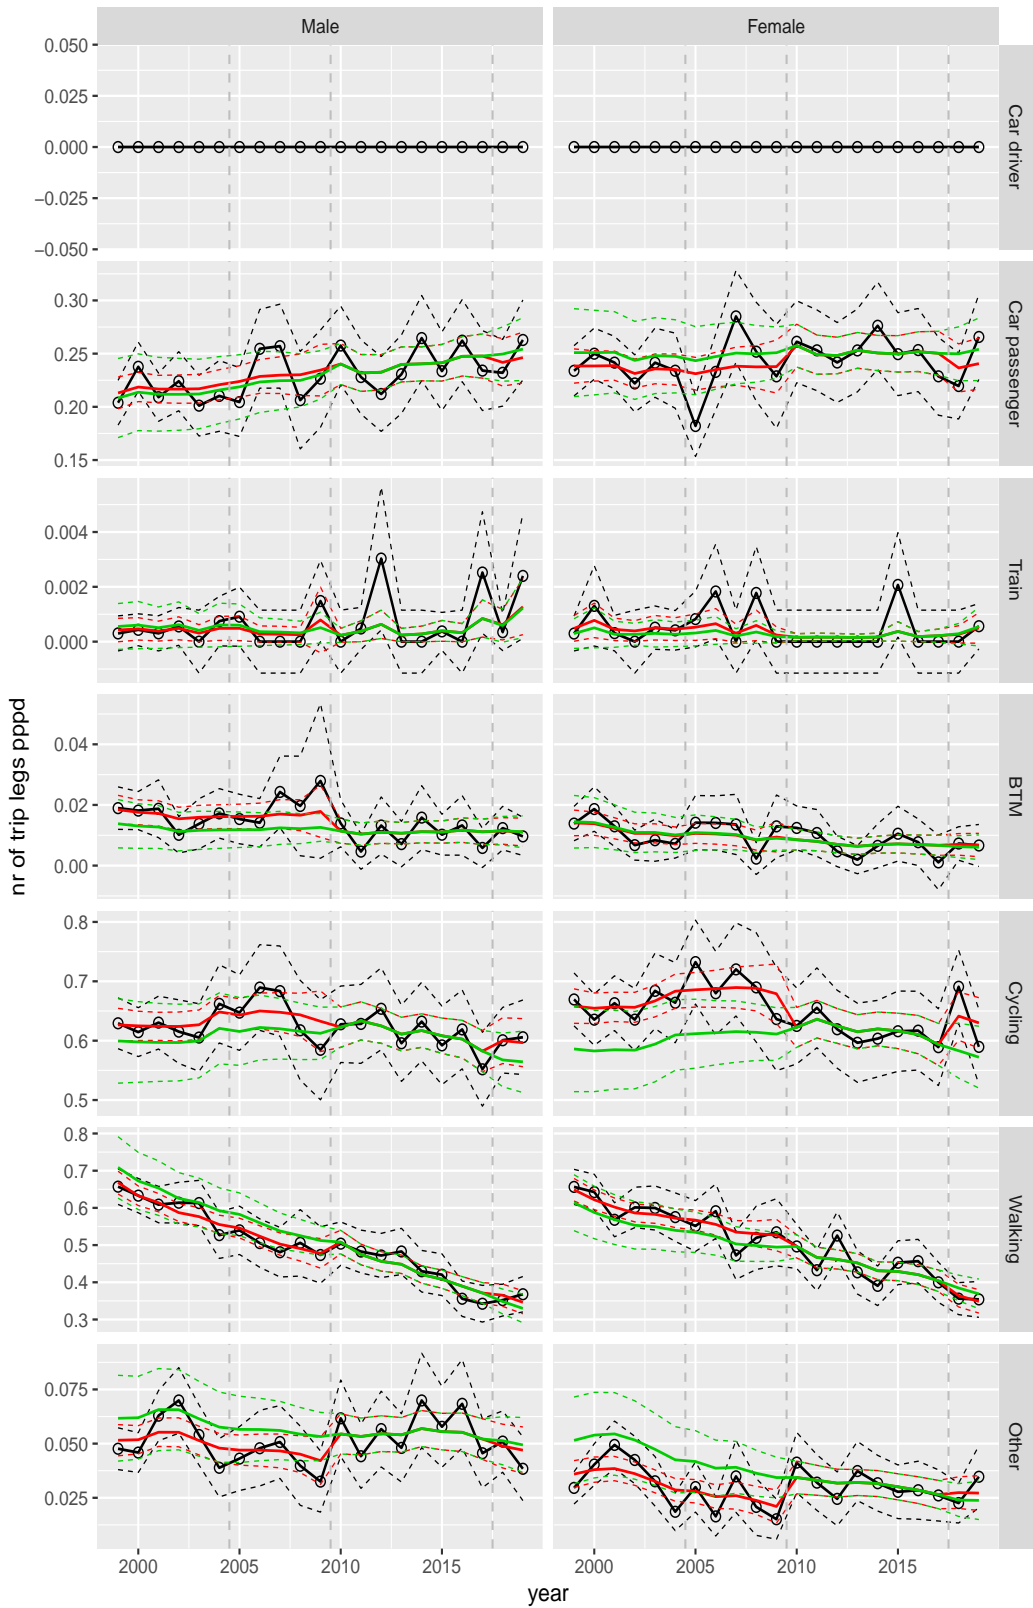 Male Female
0.050
0.025
0.000
−0.025
−0.050
Car driver
0.30
0.25
0.20
0.15
Car passenger
0.004
0.002
0.000
Train
0.04
0.02
0.00
BTM
0.8
0.7
0.6
0.5
Cycling
0.8
0.7
0.6
0.5
0.4
0.3
Walking
0.075
0.050
0.025
Other
nr of trip legs pppd
2000 2005 2010 2015 2000 2005 2010 2015
year